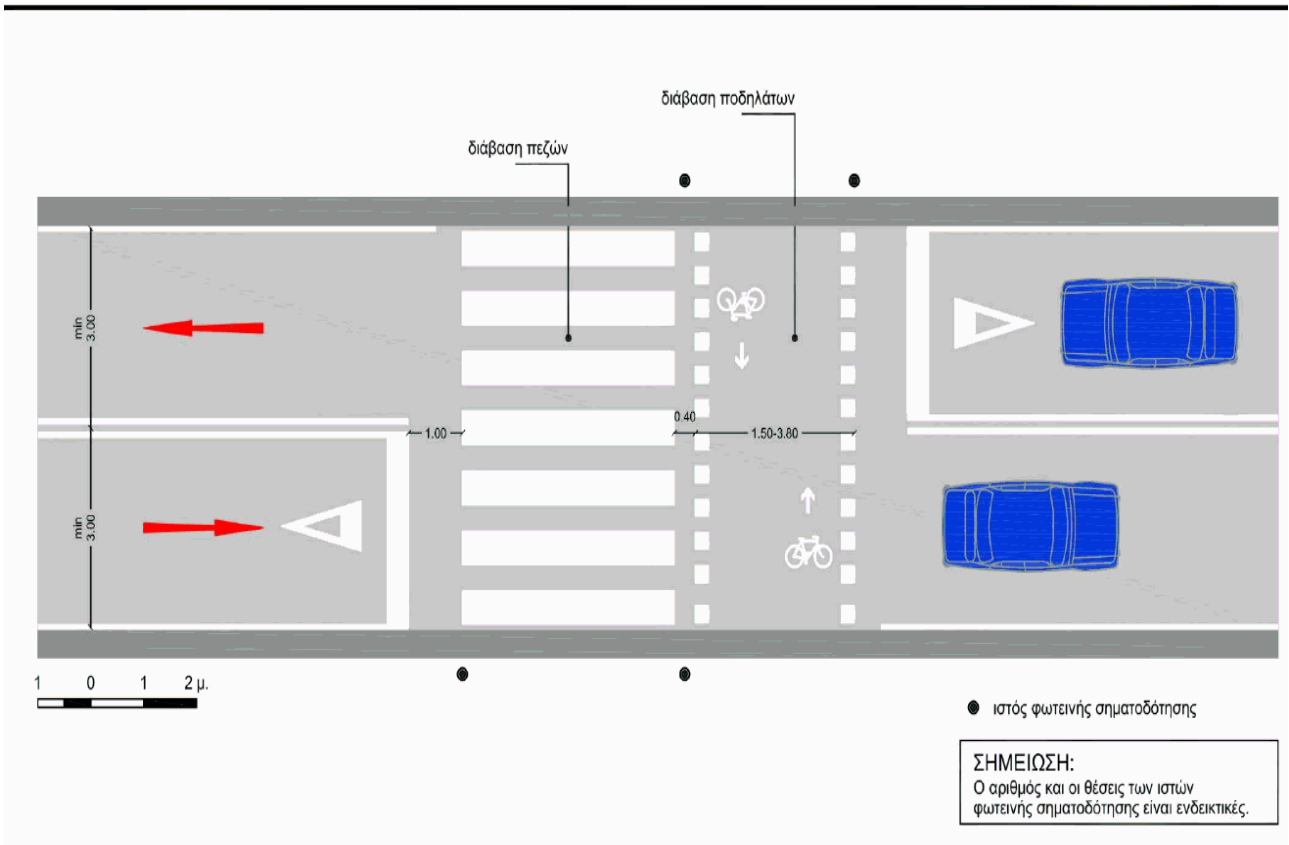 διάβαση ποδηλάτων
διάβαση πεζών
min
3.00
0.40
1.00
1.50-3.80
min
3.00
1 0 1 2 μ.
ιστός φωτεινής σηματοδότησης
ΣΗΜΕΙΩΣΗ:
Ο αριθμός και οι θέσεις των ιστών
φωτεινής σηματοδότησης είναι ενδεικτικές.